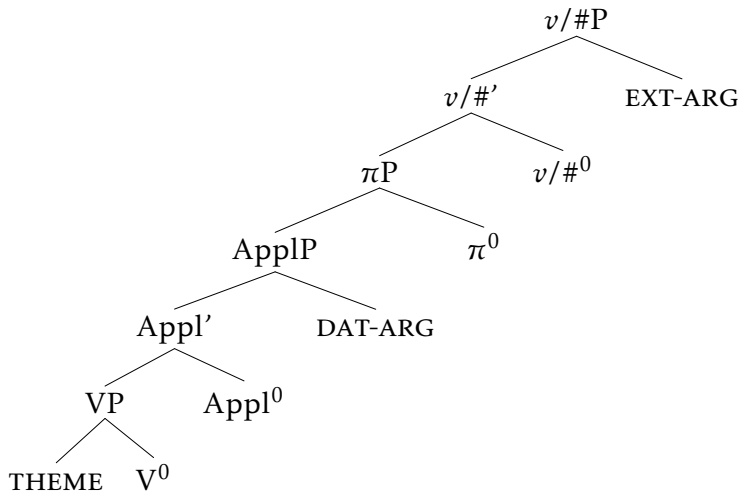 v/#P
v/#’ EXT-ARG
πP v/#⁰
ApplP π⁰
Appl’ DAT-ARG
VP Appl⁰
THEME V⁰